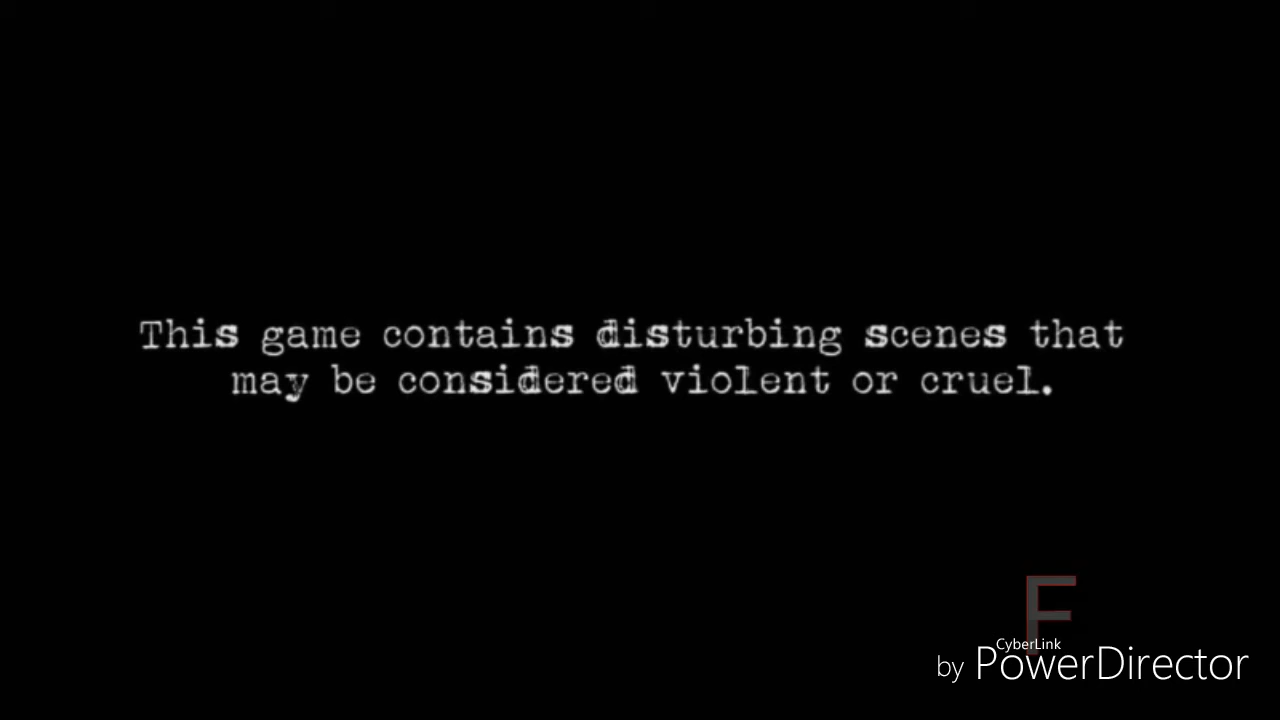 This game contains disturbing scenes that
may be considered violent or cruel.
F
CyberLink
by PowerDirector